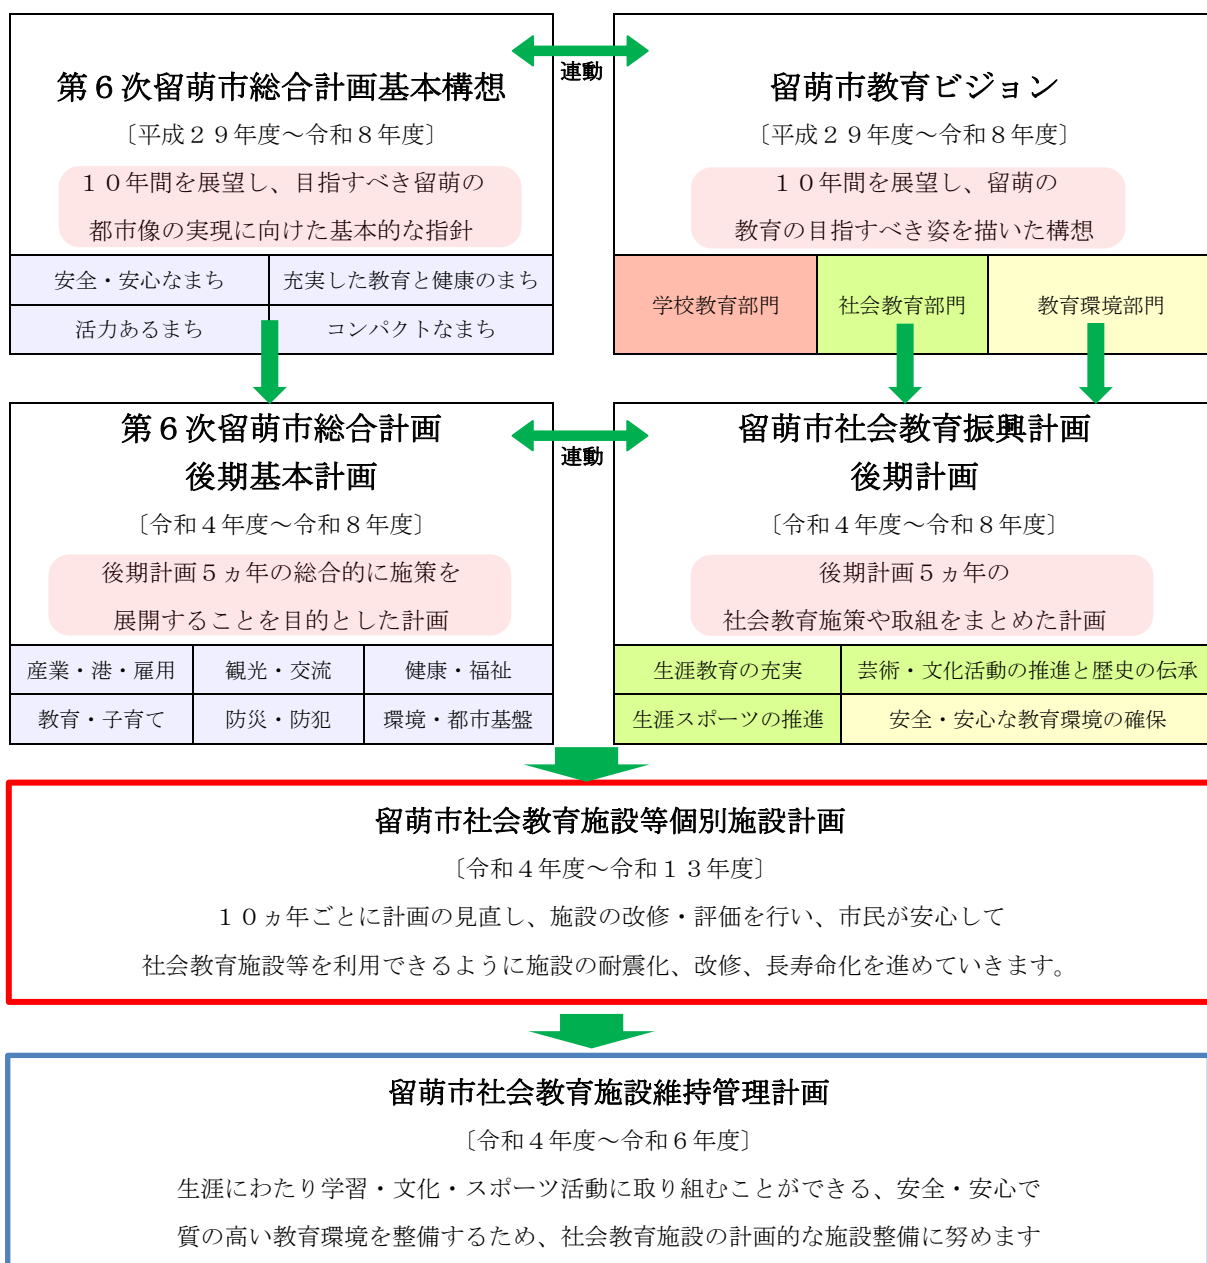 第６次留萌市総合計画基本構想
〔平成２９年度～令和８年度〕
１０年間を展望し、目指すべき留萌の
都市像の実現に向けた基本的な指針
安全・安心なまち
充実した教育と健康のまち
活力あるまち
コンパクトなまち
連動
留萌市教育ビジョン
〔平成２９年度～令和８年度〕
１０年間を展望し、留萌の
教育の目指すべき姿を描いた構想
学校教育部門
社会教育部門
教育環境部門
第６次留萌市総合計画
後期基本計画
〔令和４年度～令和８年度〕
後期計画５ヵ年の総合的に施策を
展開することを目的とした計画
産業・港・雇用
観光・交流
健康・福祉
教育・子育て
防災・防犯
環境・都市基盤
連動
留萌市社会教育振興計画
後期計画
〔令和４年度～令和８年度〕
後期計画５ヵ年の
社会教育施策や取組をまとめた計画
生涯教育の充実
芸術・文化活動の推進と歴史の伝承
生涯スポーツの推進
安全・安心な教育環境の確保
留萌市社会教育施設等個別施設計画
〔令和４年度～令和１３年度〕
１０ヵ年ごとに計画の見直し、施設の改修・評価を行い、市民が安心して
社会教育施設等を利用できるように施設の耐震化、改修、長寿命化を進めていきます。
留萌市社会教育施設維持管理計画
〔令和４年度～令和６年度〕
生涯にわたり学習・文化・スポーツ活動に取り組むことができる、安全・安心で
質の高い教育環境を整備するため、社会教育施設の計画的な施設整備に努めます